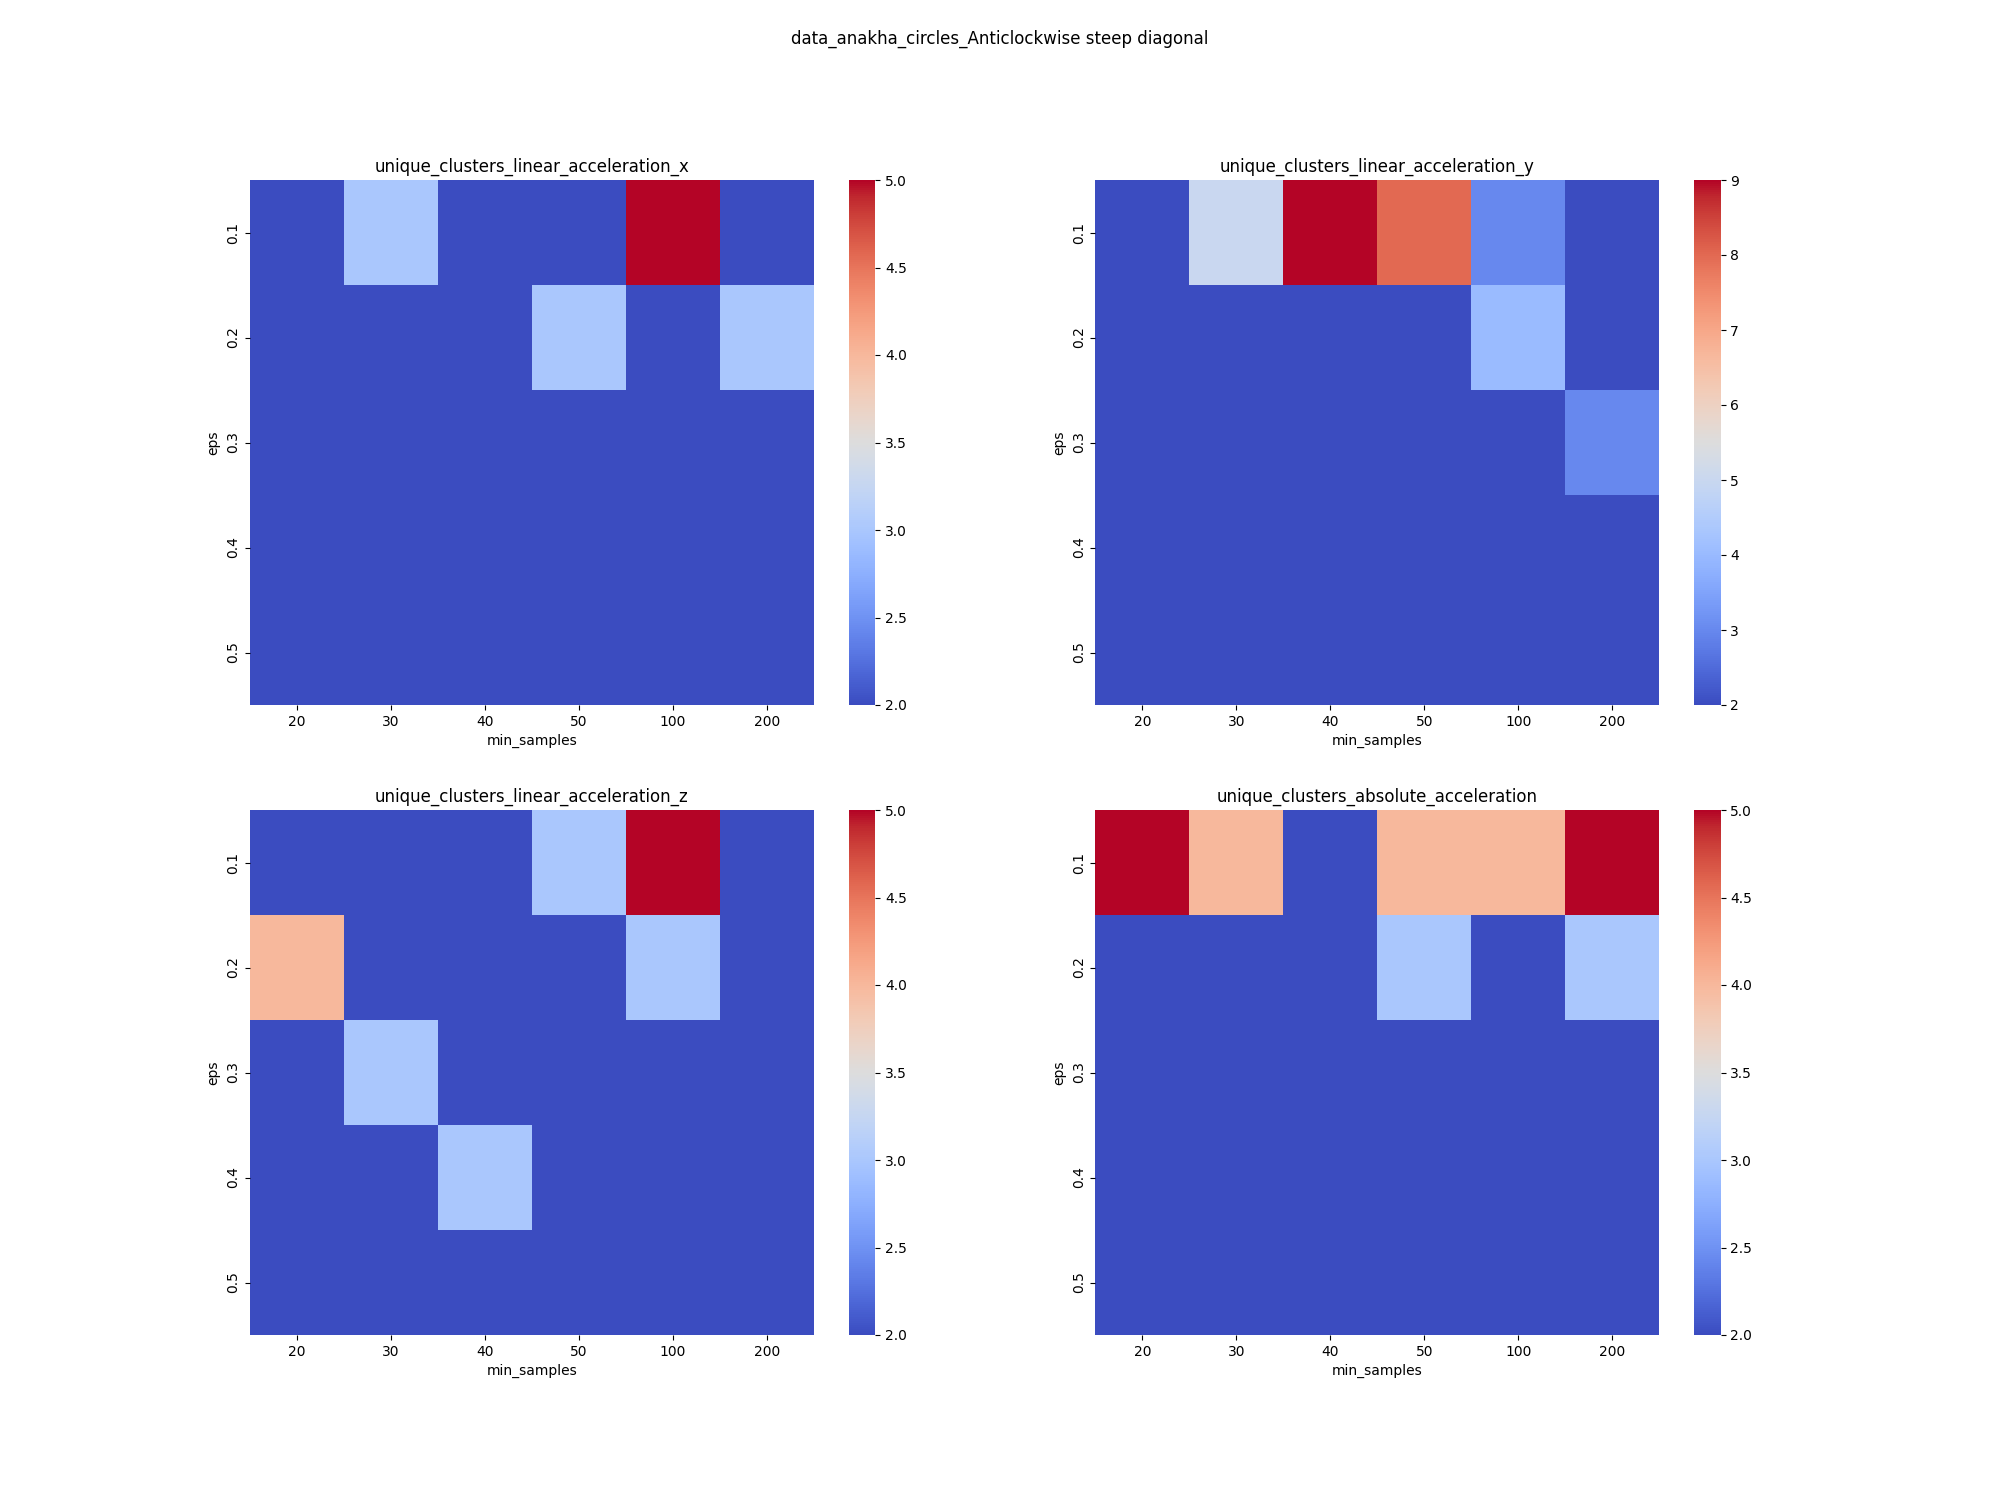 data_anakha_circles_Anticlockwise steep diagonal
unique_clusters_linear_acceleration_x
eps
0.1
0.2
0.3
0.4
0.5
20 30 40 50 100 200
min_samples
5.0
4.5
4.0
3.5
3.0
2.5
2.0
unique_clusters_linear_acceleration_y
eps
0.1
0.2
0.3
0.4
0.5
20 30 40 50 100 200
min_samples
9
8
7
6
5
4
3
2
unique_clusters_linear_acceleration_z
eps
0.1
0.2
0.3
0.4
0.5
20 30 40 50 100 200
min_samples
5.0
4.5
4.0
3.5
3.0
2.5
2.0
unique_clusters_absolute_acceleration
eps
0.1
0.2
0.3
0.4
0.5
20 30 40 50 100 200
min_samples
5.0
4.5
4.0
3.5
3.0
2.5
2.0